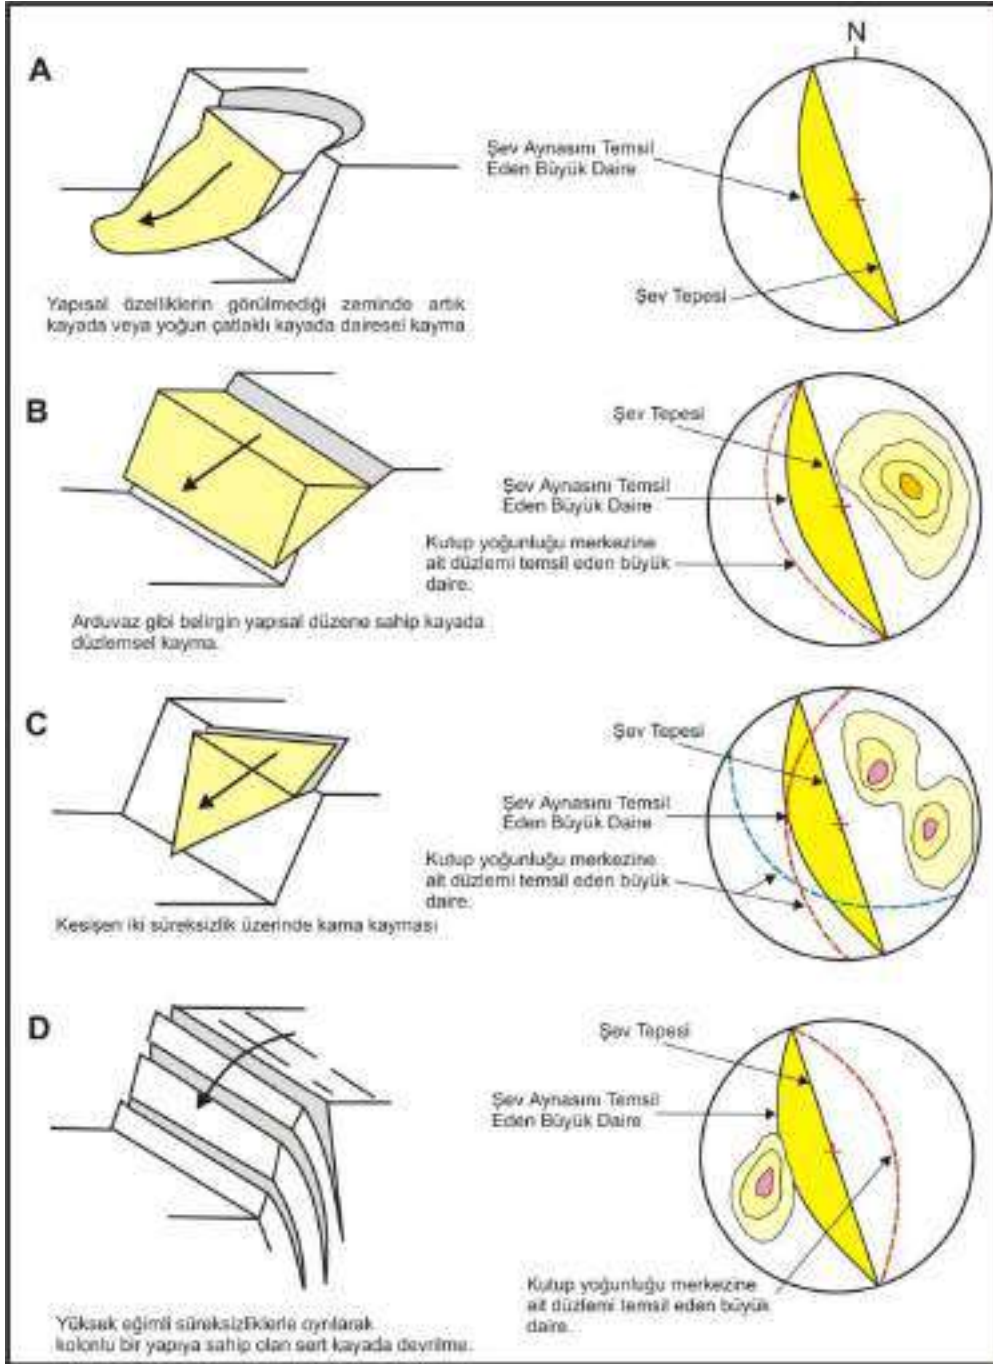 N
A
Şev Aynasını Temsil
Eden Büyük Daire
Şev Tepesi
Yapısal özelliklerin görülmediği zeminde artık
kayada veya yoğun çatlaklı kayada dairesel kayma
B
Şev Tepesi
Şev Aynasını Temsil
Eden Büyük Daire
Kutup yoğunluğu merkezine
ait düzlemi temsil eden büyük
daire.
Arduvaz gibi belirgin yapısal düzene sahip kayada
düzlemsel kayma.
C
Şev Tepesi
Şev Aynasını Temsil
Eden Büyük Daire
Kutup yoğunluğu merkezine
ait düzlemi temsil eden büyük
daire.
Kesişen iki süreksizlik üzerinde kama kayması
D
Şev Tepesi
Şev Aynasını Temsil
Eden Büyük Daire
Kutup yoğunluğu merkezine
ait düzlemi temsil eden büyük
daire.
Yüksek eğimli süreksizliklerle ayrılarak
kolonlu bir yapıya sahip olan sert kayada devrilme.